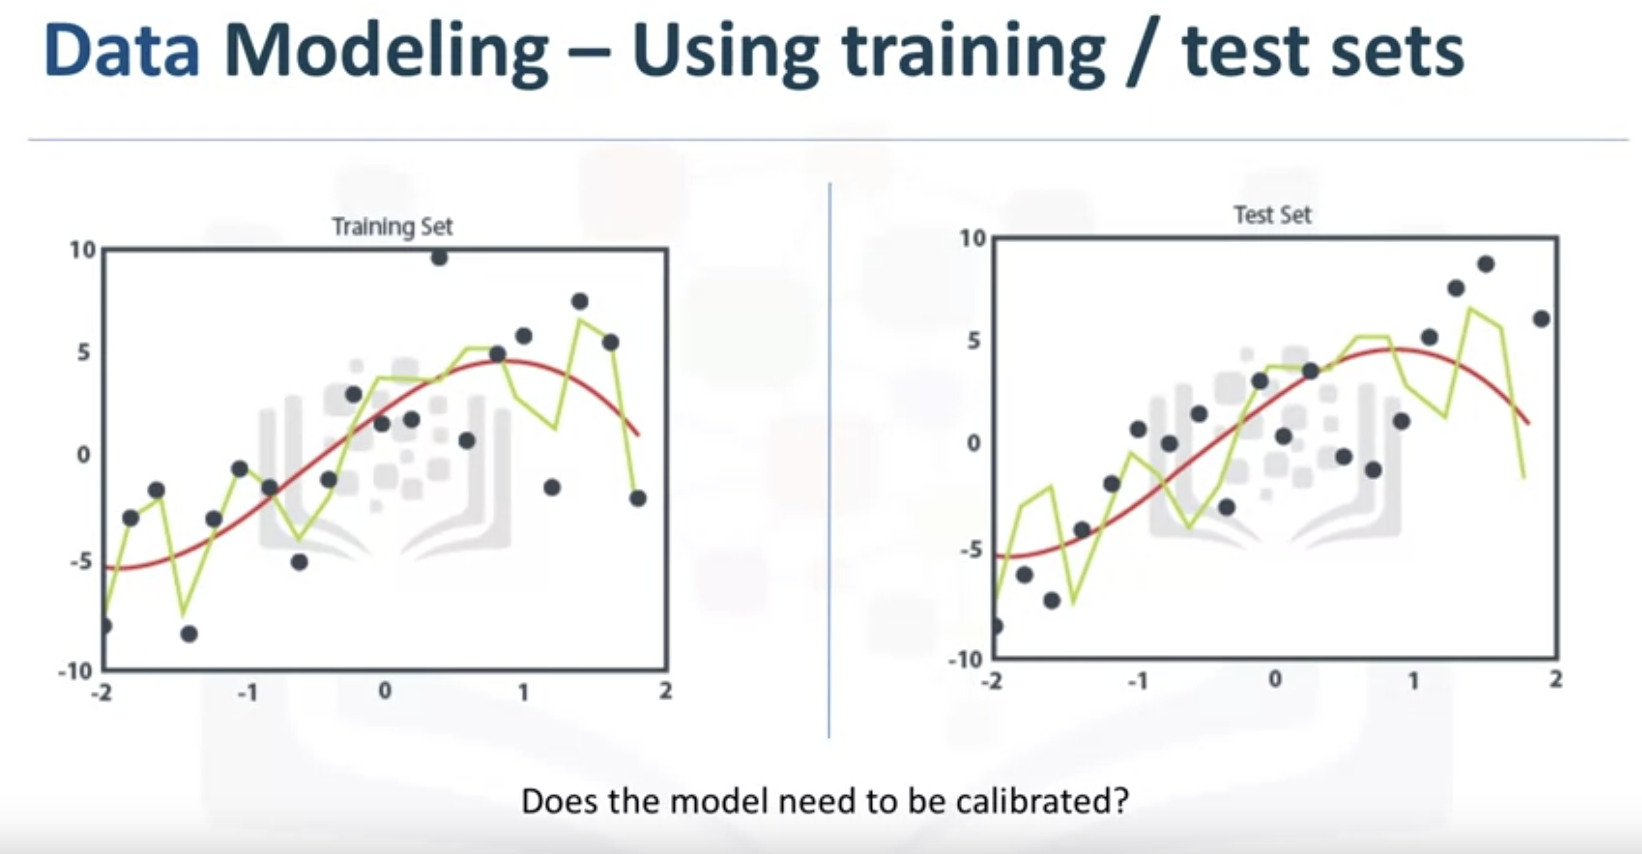 Data Modeling – Using training / test sets
Training Set
10
5
0
-5
-10
-2 -1 0 1 2
Test Set
10
5
0
-5
-10
-2 -1 0 1 2
Does the model need to be calibrated?